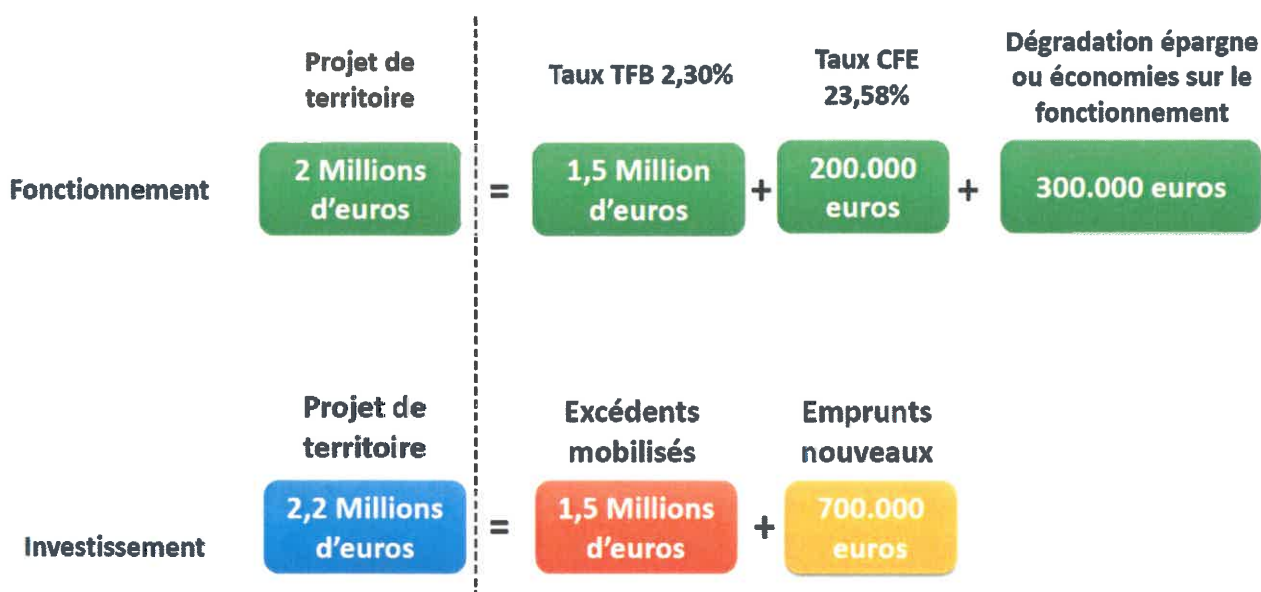 Projet de
territoire
Taux TFB 2,30%
Taux CFE
23,58%
Dégradation épargne
ou économies sur le
fonctionnement
Fonctionnement
2 Millions
d'euros
=
1,5 Million
d'euros
+
200.000
euros
+
300.000 euros
Projet de
territoire
Excédents
mobilisés
Emprunts
nouveaux
Investissement
2,2 Millions
d'euros
=
1,5 Millions
d'euros
+
700.000
euros